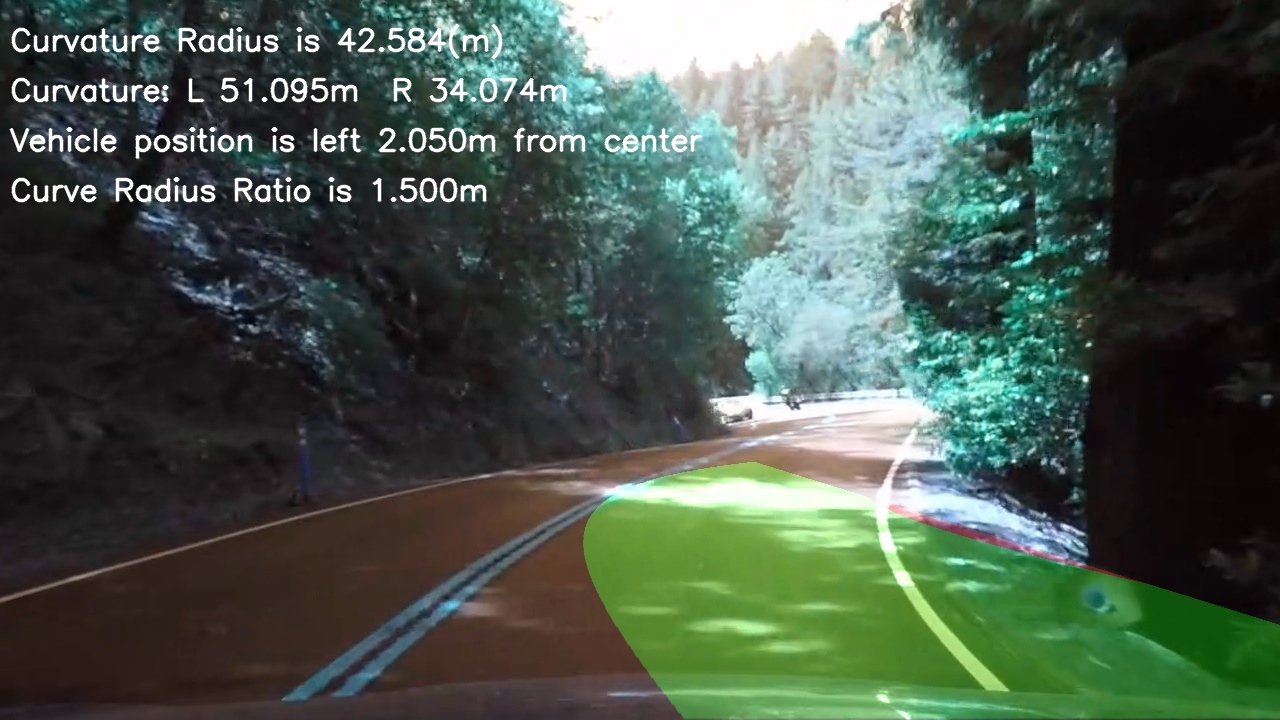 Curvature Radius is 42.584(m)
Curvature: L 51.095m R 34.074m
Vehicle position is left 2.050m from center
Curve Radius Ratio is 1.500m